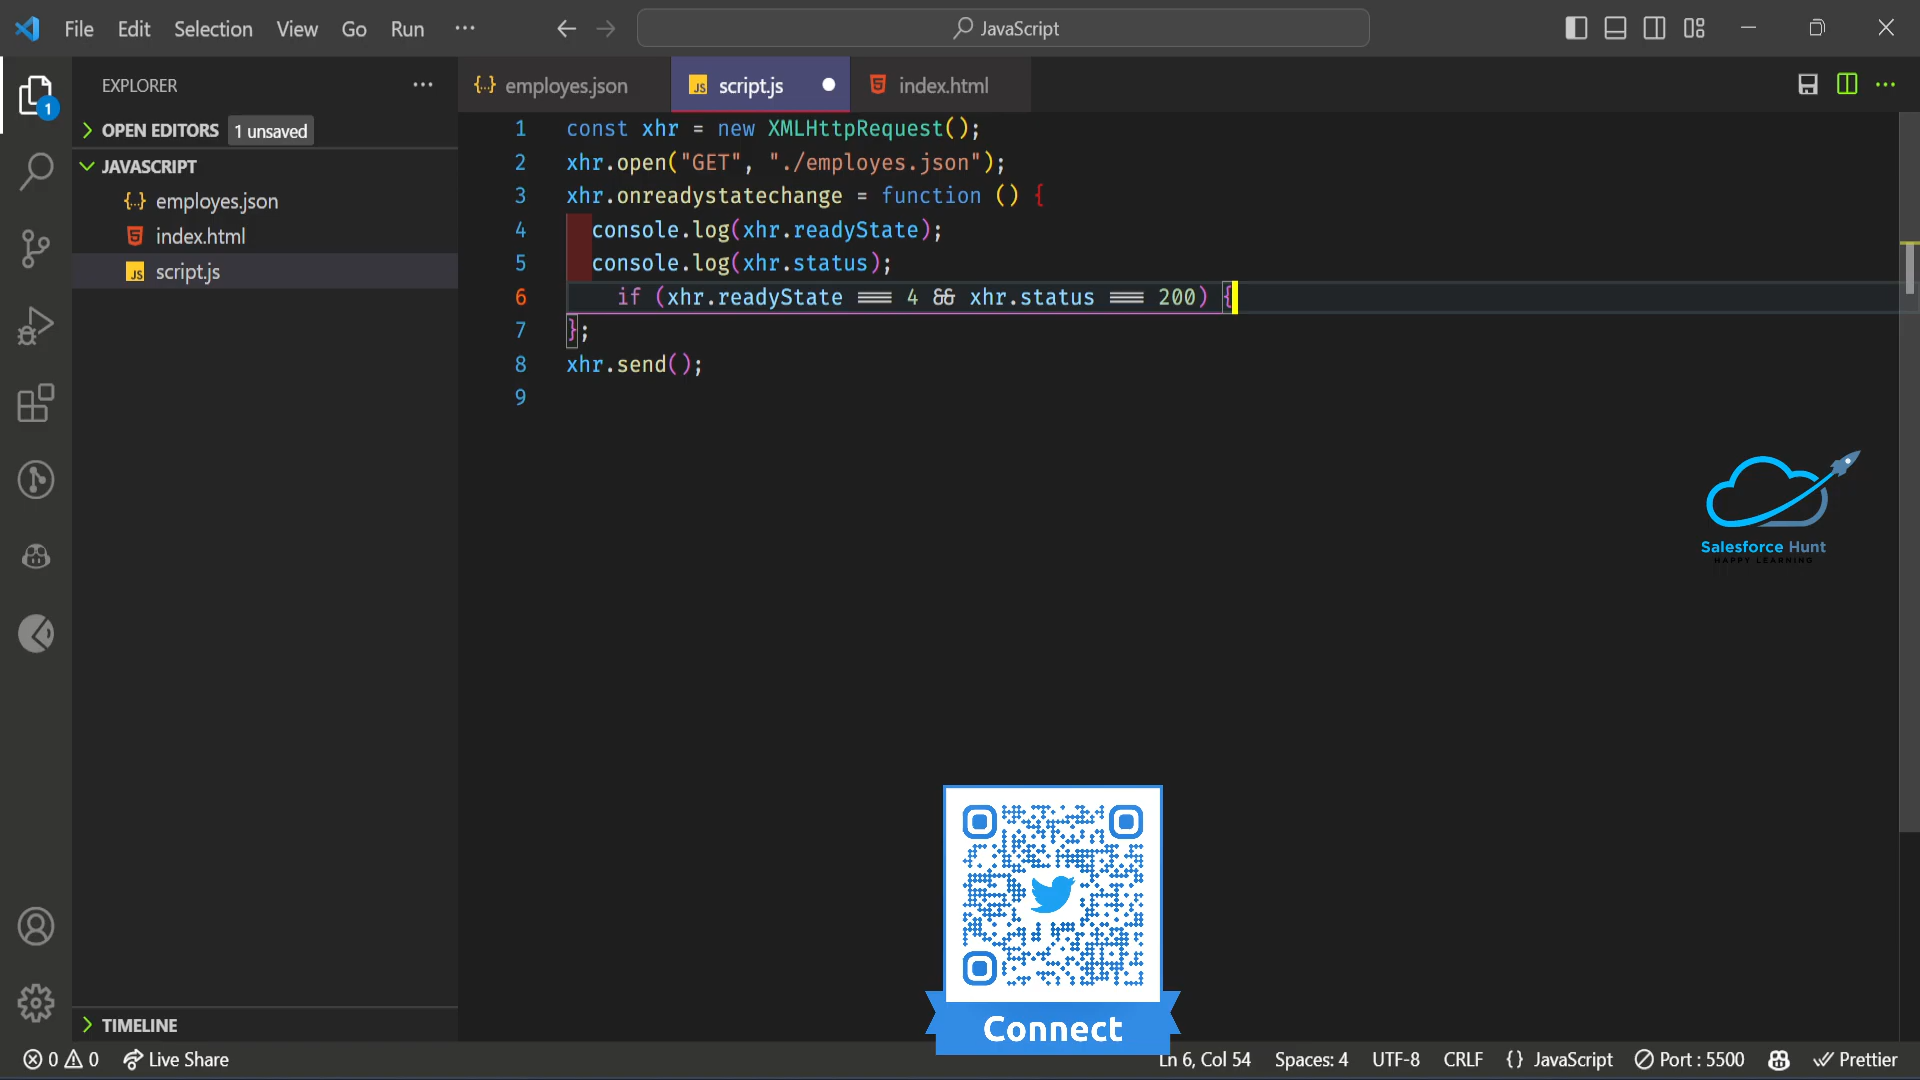 File Edit Selection View Go Run ...
JavaScript
EXPLORER ...
employes.json
script.js
index.html
OPEN EDITORS 1 unsaved
JAVASCRIPT
employes.json
index.html
script.js
1
1 const xhr = new XMLHttpRequest();
2 xhr.open("GET", "./employes.json");
3 xhr.onreadystatechange = function () {
4 console.log(xhr.readyState);
5 console.log(xhr.status);
6 if (xhr.readyState === 4 && xhr.status === 200) {
7 };
8 xhr.send();
9
Salesforce Hunt
HAPPY LEARNING
Connect
TIMELINE
0 0 Live Share Ln 6, Col 54 Spaces: 4 UTF-8 CRLF {} JavaScript Port : 5500 Prettier